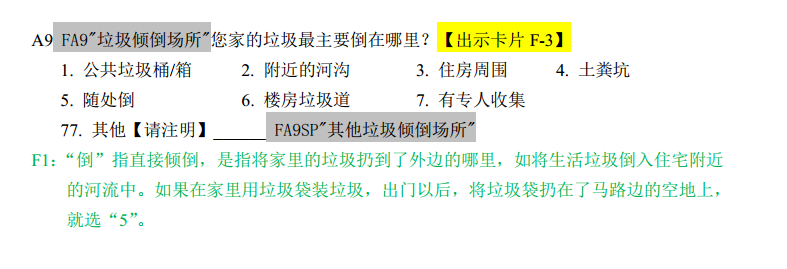 A9 FA9"垃圾倾倒场所"您家的垃圾最主要倒在哪里？【出示卡片 F-3】
1. 公共垃圾桶/箱 2. 附近的河沟 3. 住房周围 4. 土粪坑
5. 随处倒 6. 楼房垃圾道 7. 有专人收集
77. 其他【请注明】______ FA9SP"其他垃圾倾倒场所"
F1：“倒”指直接倾倒，是指将家里的垃圾扔到了外边的哪里，如将生活垃圾倒入住宅附近
的河流中。如果在家里用垃圾袋装垃圾，出门以后，将垃圾袋扔在了马路边的空地上，
就选“5”。